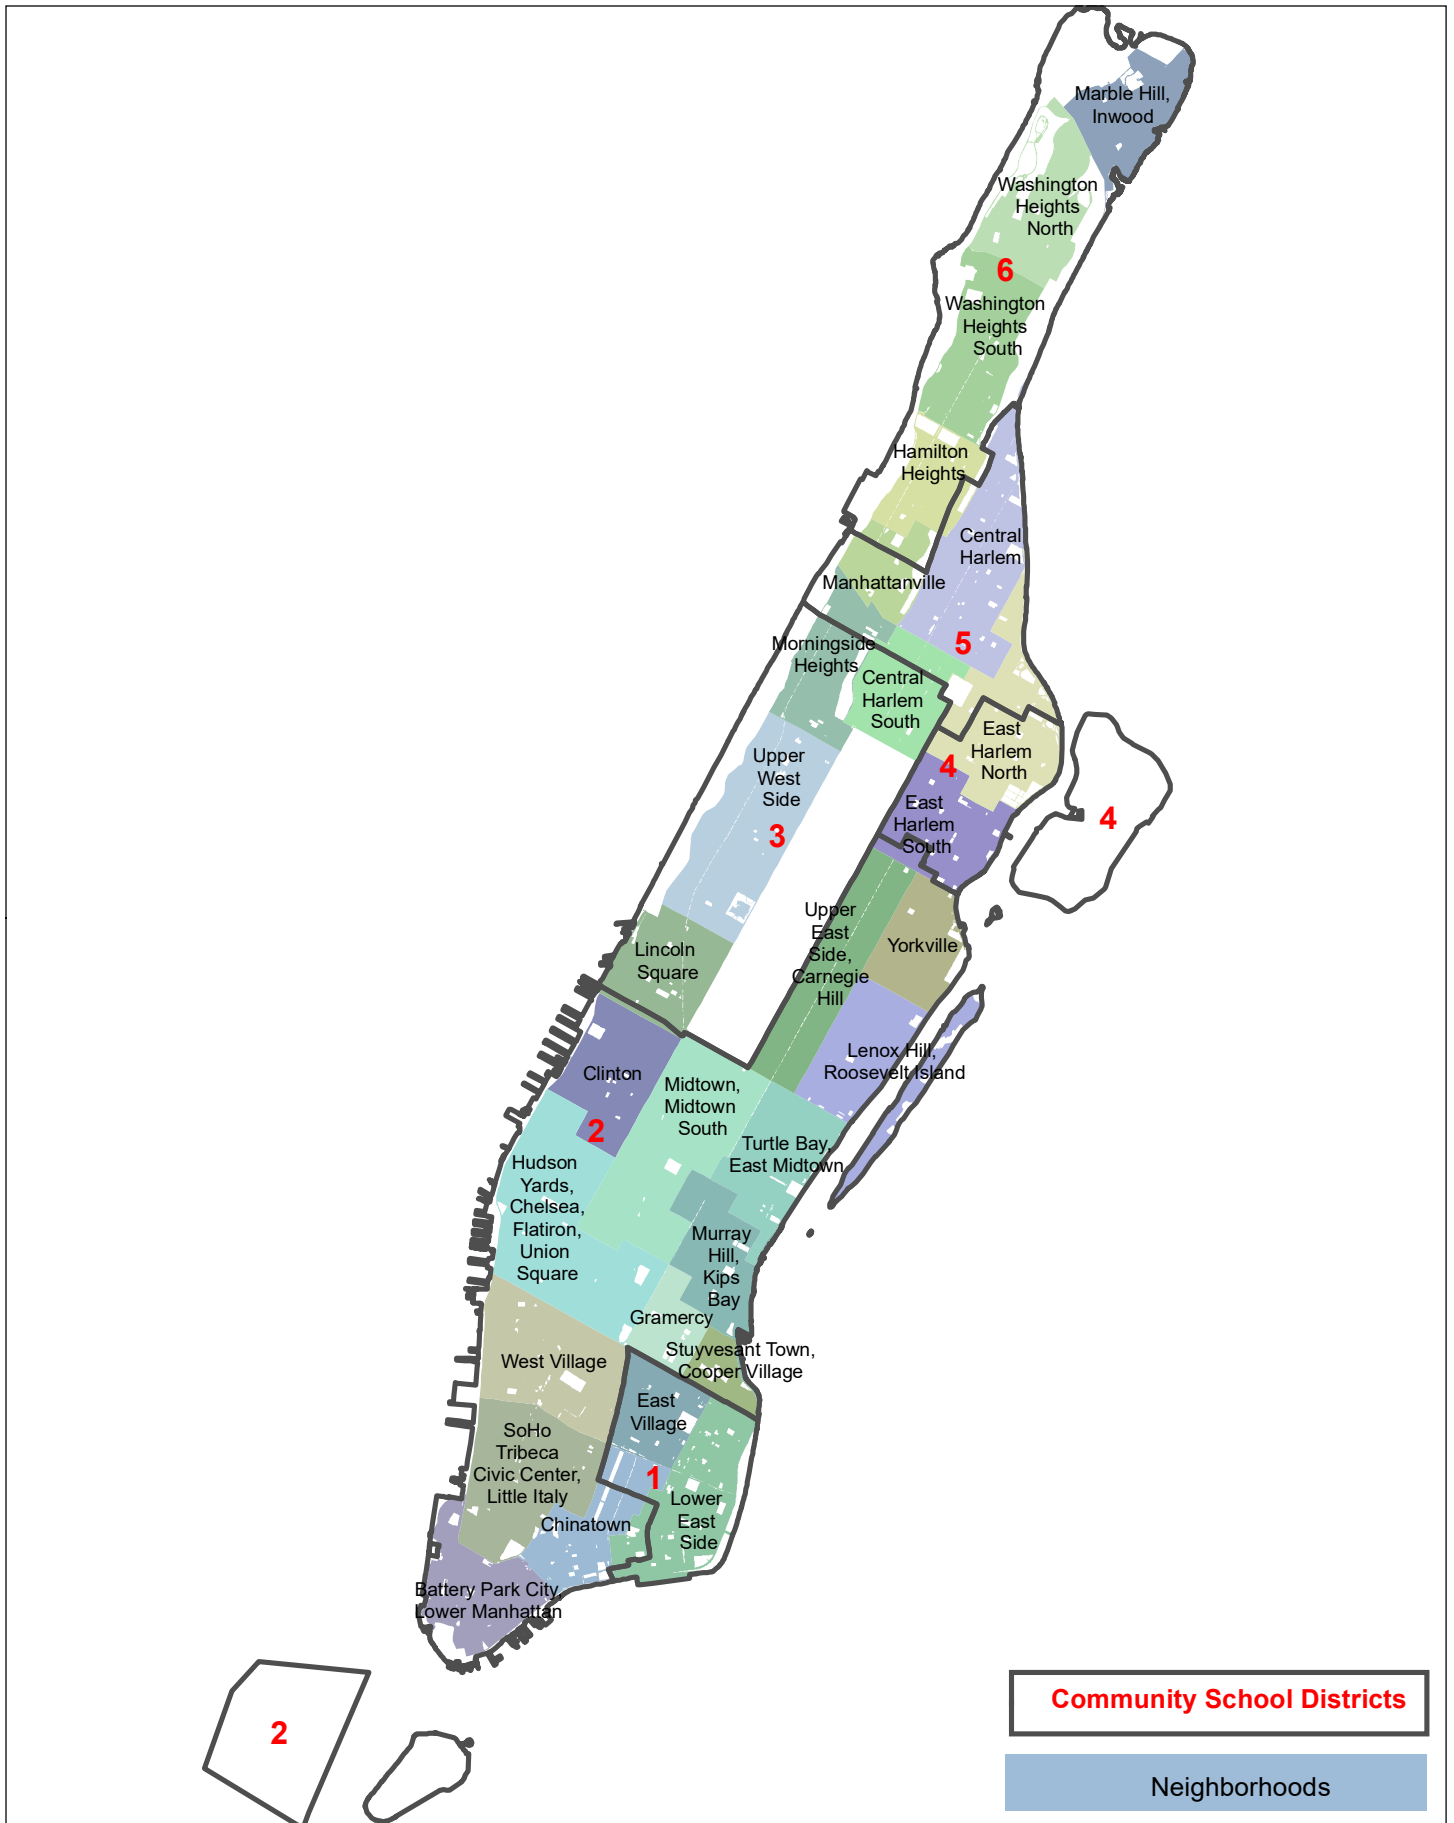 Marble Hill,
Inwood
Washington
Heights
North
6
Washington
Heights
South
Hamilton
Heights
Central
Harlem
Manhattanville
5
Morningside
Heights
Central
Harlem
South
East
Harlem
North
4
Upper
West
Side
East
Harlem
South
4
3
Upper
East
Side,
Carnegie
Hill
Yorkville
Lincoln
Square
Lenox Hill,
Roosevelt Island
Clinton
Midtown,
Midtown
South
2
Turtle Bay,
East Midtown
Hudson
Yards,
Chelsea,
Flatiron,
Union
Square
Murray
Hill,
Kips
Bay
Gramercy
Stuyvesant Town,
Cooper Village
West Village
East
Village
SoHo
Tribeca
Civic Center,
Little Italy
1
Lower
East
Side
Chinatown
Battery Park City,
Lower Manhattan
2
Community School Districts
Neighborhoods